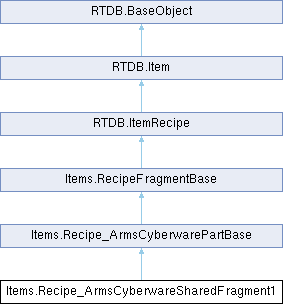 RTDB.BaseObject
RTDB.Item
RTDB.ItemRecipe
Items.RecipeFragmentBase
Items.Recipe_ArmsCyberwarePartBase
Items.Recipe_ArmsCyberwareSharedFragment1